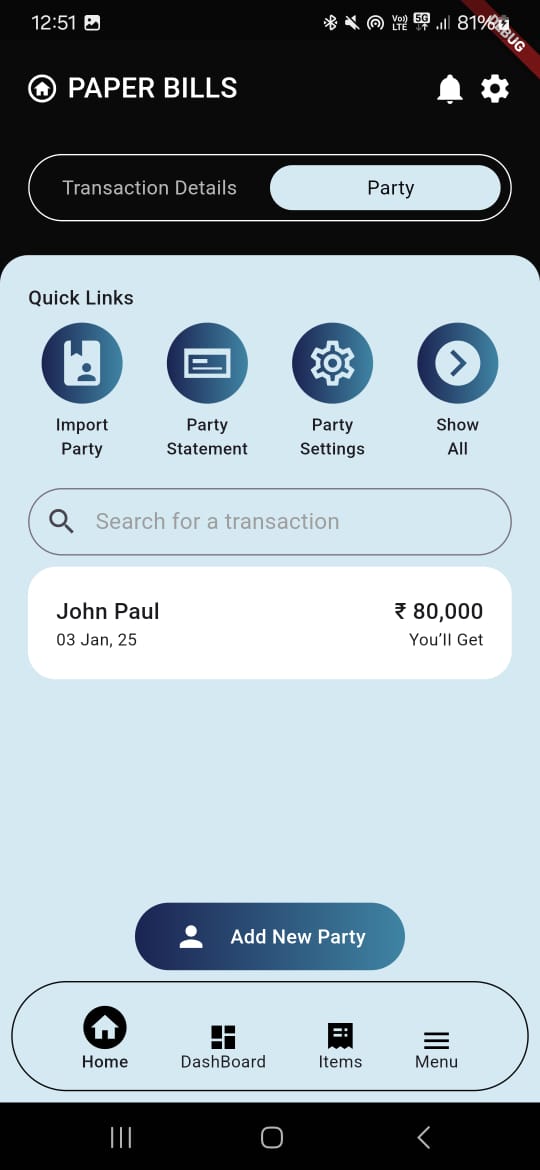 12:51
Vo))
LTE
5G
81%
DEBUG
PAPER BILLS
Transaction Details
Party
Quick Links
Import
Party
Party
Statement
Party
Settings
Show
All
Search for a transaction
John Paul
₹ 80,000
03 Jan, 25
You’ll Get
Add New Party
Home
DashBoard
Items
Menu